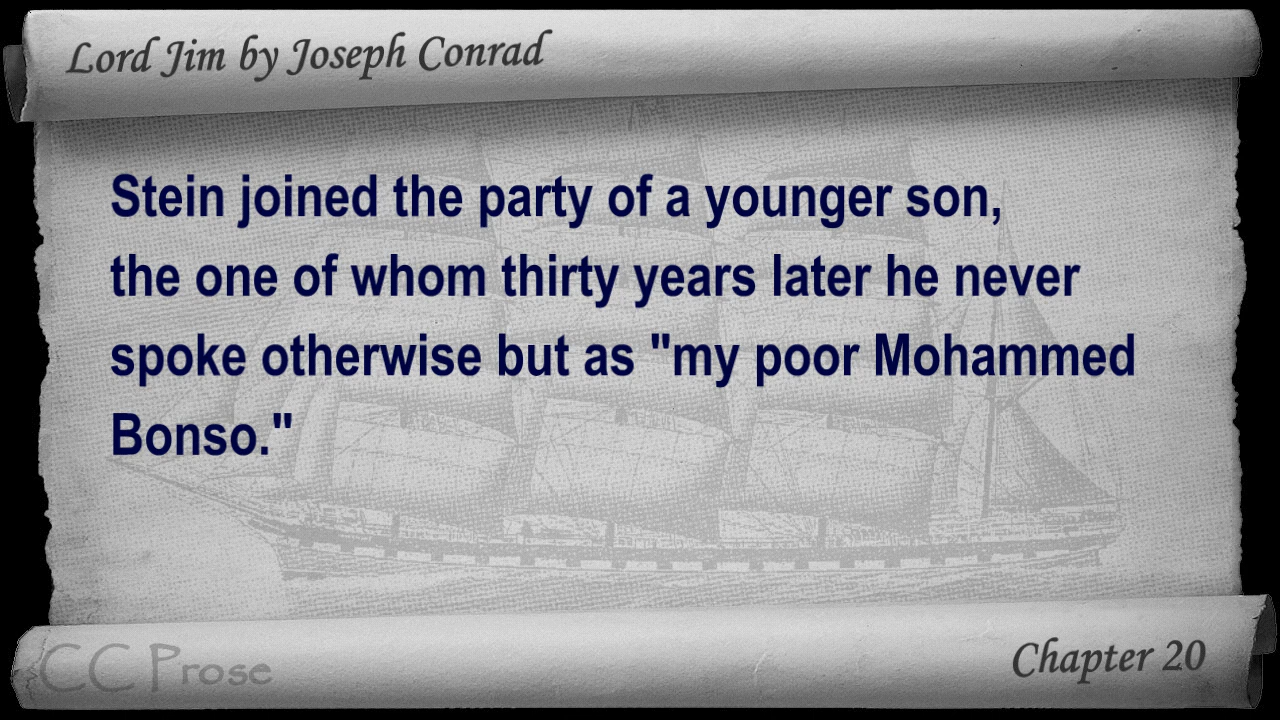 Lord Jim by Joseph Conrad
Stein joined the party of a younger son,
the one of whom thirty years later he never
spoke otherwise but as "my poor Mohammed
Bonso."
CC Prose
Chapter 20